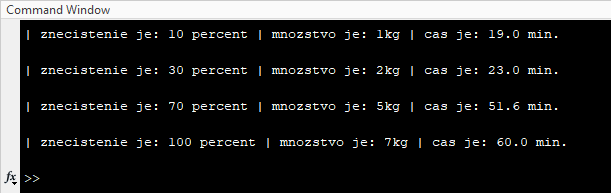 Command Window
| znecistenie je: 10 percent | mnozstvo je: 1kg | cas je: 19.0 min.
| znecistenie je: 30 percent | mnozstvo je: 2kg | cas je: 23.0 min.
| znecistenie je: 70 percent | mnozstvo je: 5kg | cas je: 51.6 min.
| znecistenie je: 100 percent | mnozstvo je: 7kg | cas je: 60.0 min.
fx >>